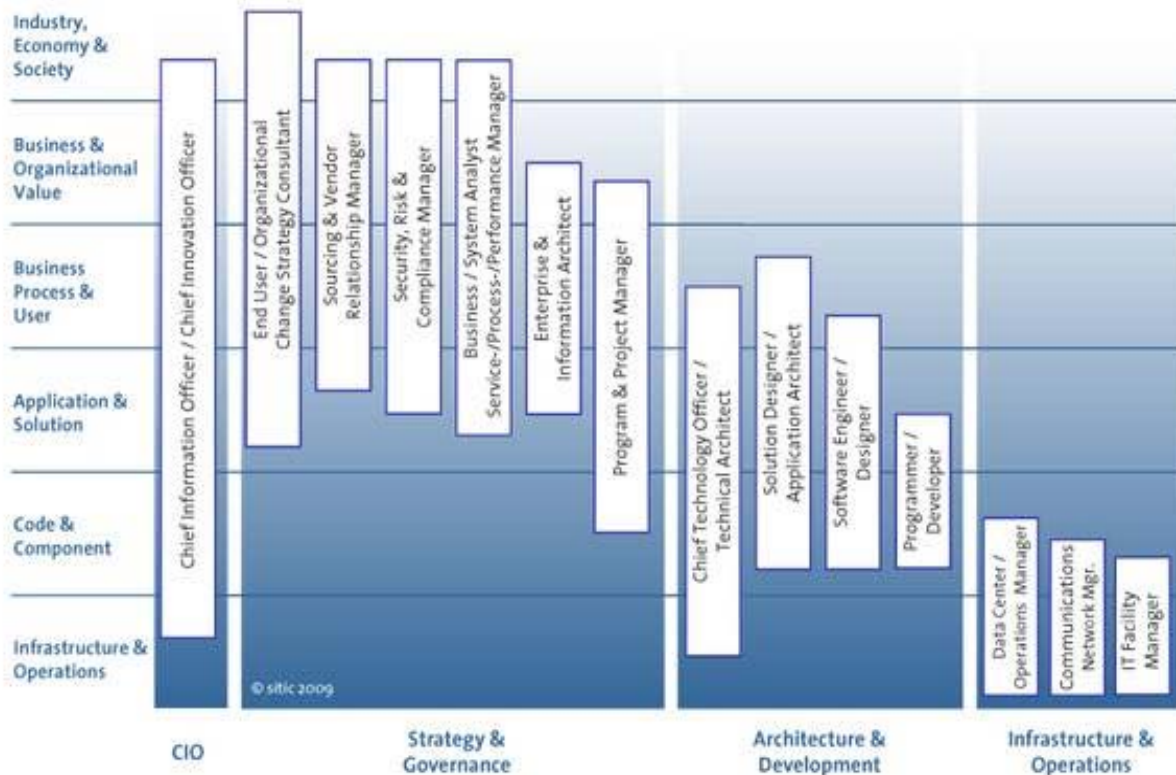 Industry,
Economy &
Society
Business &
Organizational
Value
Business
Process &
User
Application &
Solution
Code &
Component
Infrastructure &
Operations
Chief Information Officer / Chief Innovation Officer
End User / Organizational
Change Strategy Consultant
Sourcing & Vendor
Relationship Manager
Security, Risk &
Compliance Manager
Business / System Analyst
Service-/Process-/Performance Manager
Enterprise &
Information Architect
Program & Project Manager
Chief Technology Officer /
Technical Architect
Solution Designer /
Application Architect
Software Engineer /
Designer
Programmer /
Developer
Data Center /
Operations Manager
Communications
Network Mgr.
IT Facility
Manager
© sitic 2009
CIO
Strategy &
Governance
Architecture &
Development
Infrastructure &
Operations